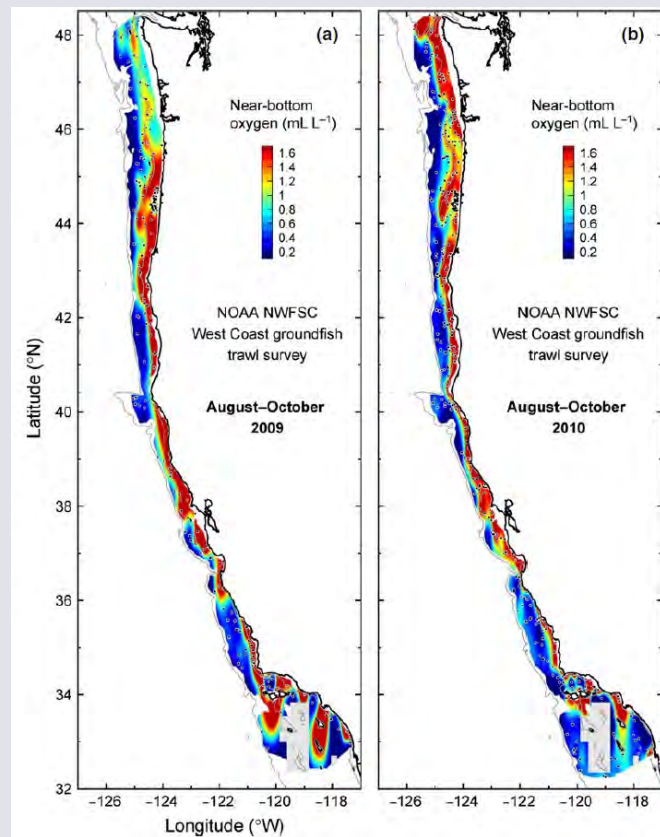 (a)
Near-bottom
oxygen (mL L⁻¹)
1.6
1.4
1.2
1
0.8
0.6
0.4
0.2
NOAA NWFSC
West Coast groundfish
trawl survey
August–October
2009
48
46
44
42
40
38
36
34
32
Latitude (°N)
−126
−124
−122
−120
−118
Longitude (°W)
(b)
Near-bottom
oxygen (mL L⁻¹)
1.6
1.4
1.2
1
0.8
0.6
0.4
0.2
NOAA NWFSC
West Coast groundfish
trawl survey
August–October
2010
−126
−124
−122
−120
−118